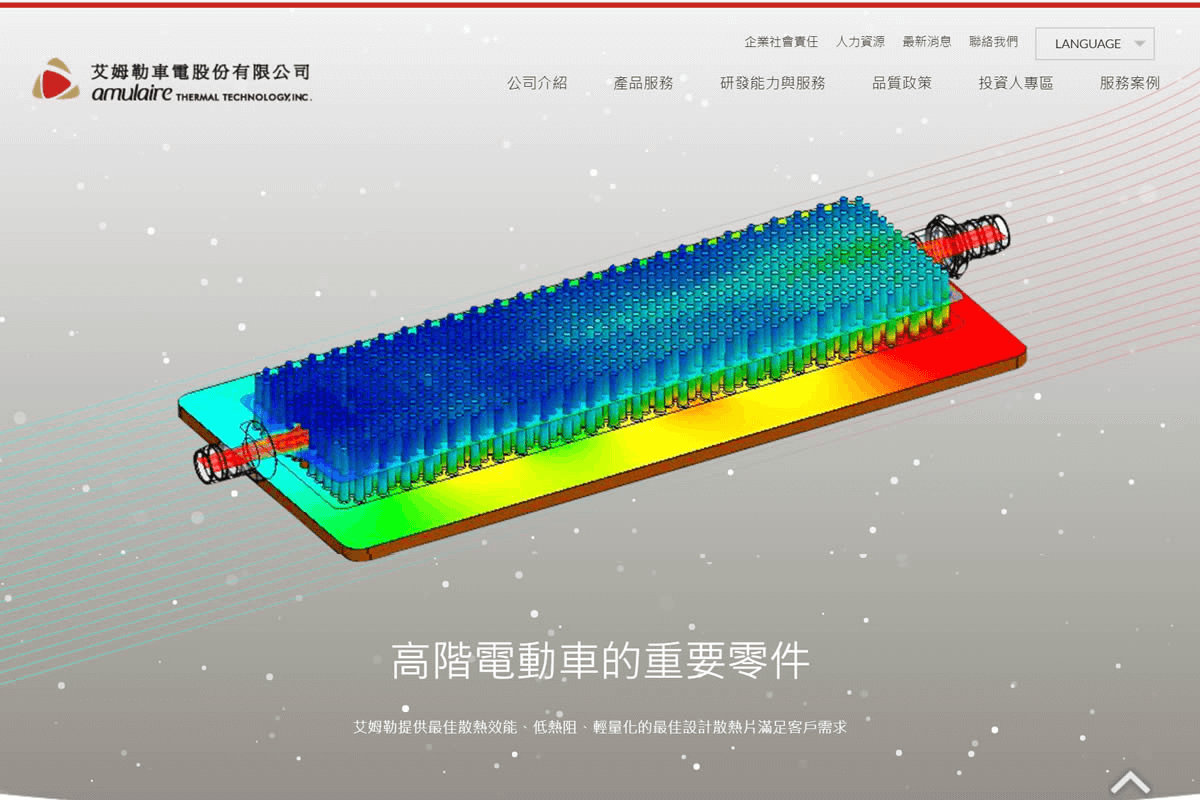 企業社會責任 人力資源 最新消息 聯絡我們 LANGUAGE
艾姆勒車電股份有限公司
amulaire THERMAL TECHNOLOGY,INC.
公司介紹 產品服務 研發能力與服務 品質政策 投資人專區 服務案例
高階電動車的重要零件
艾姆勒提供最佳散熱效能、低熱阻、輕量化的最佳設計散熱片滿足客戶需求